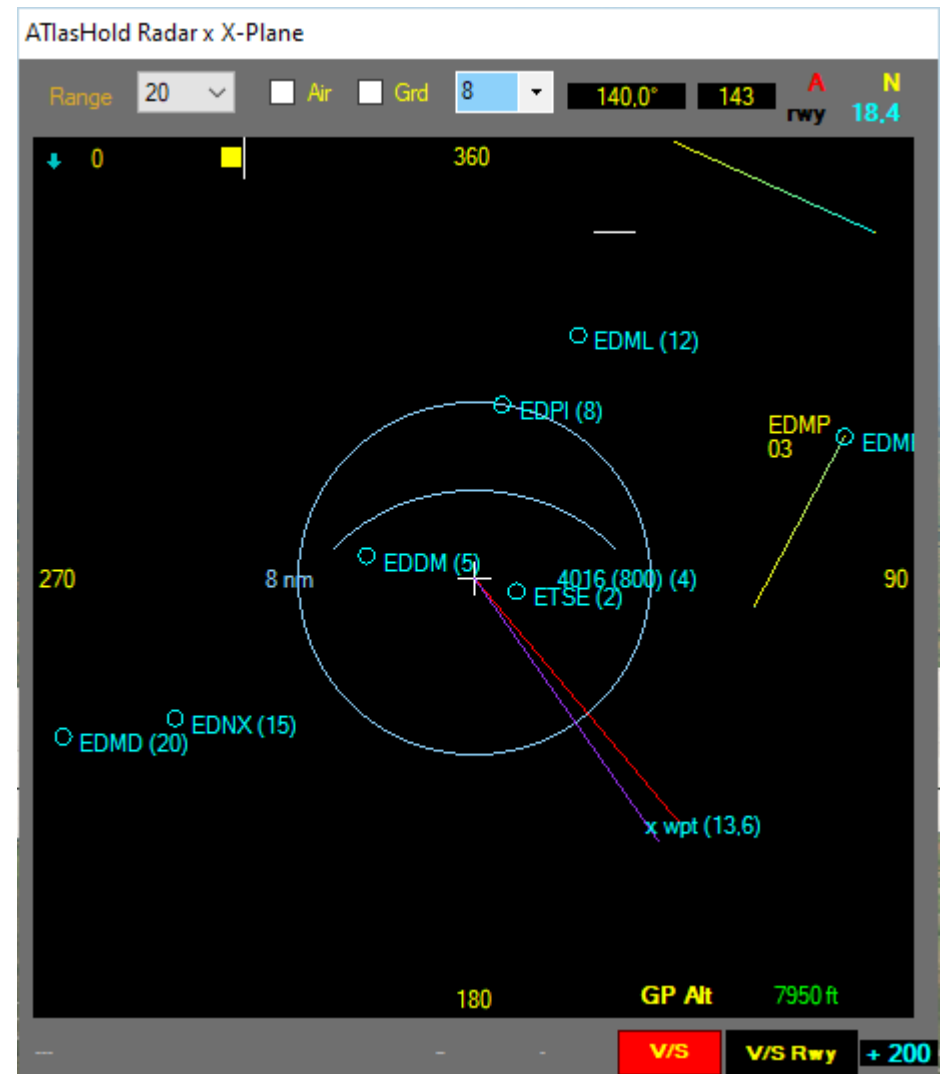 ATlasHold Radar x X-Plane
Range 20 Air Grd 8 140,0° 143 A rwy N 18,4
0 360
EDML (12)
EDPI (8)
EDMP 03
EDMI
EDDM (5)
270 8 nm 4016 (800) (4) 90
ETSE (2)
EDNX (15)
EDMD (20)
x wpt (13,6)
180 GP Alt 7950 ft
--- - - V/S V/S Rwy + 200